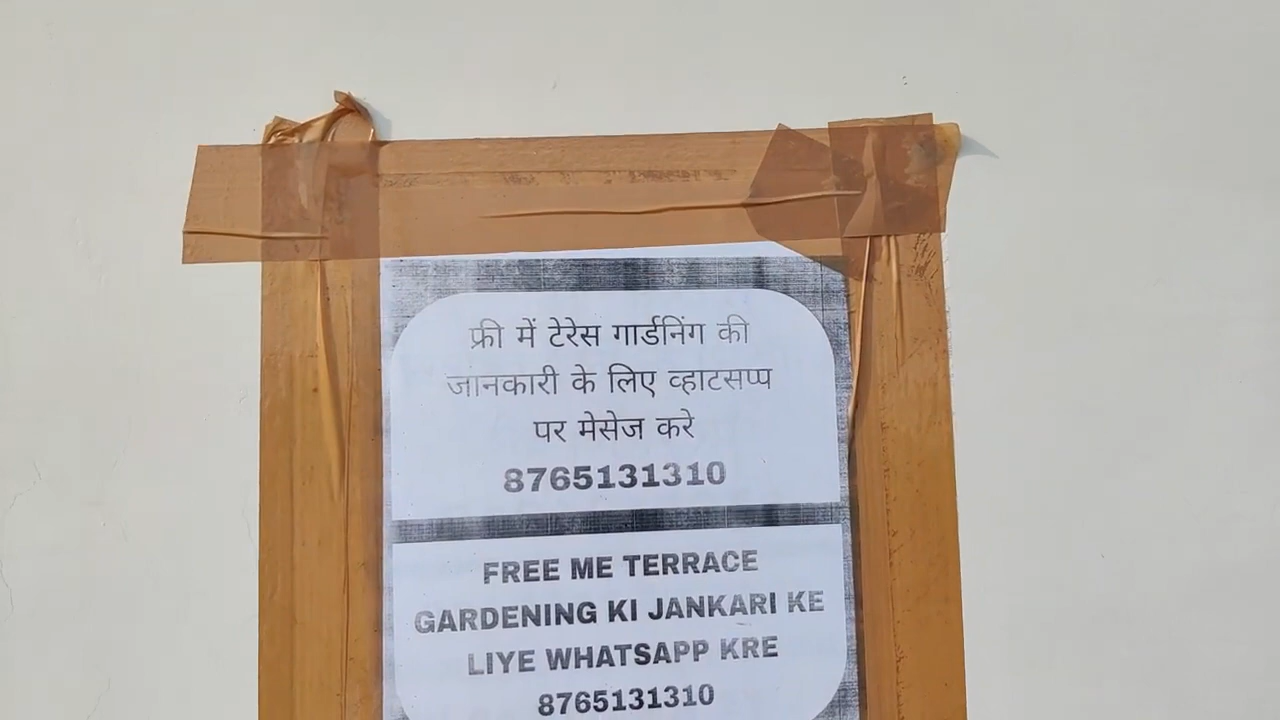 फ्री में टेरेस गार्डनिंग की
जानकारी के लिए व्हाटसप्प
पर मेसेज करे
8765131310
FREE ME TERRACE
GARDENING KI JANKARI KE
LIYE WHATSAPP KRE
8765131310